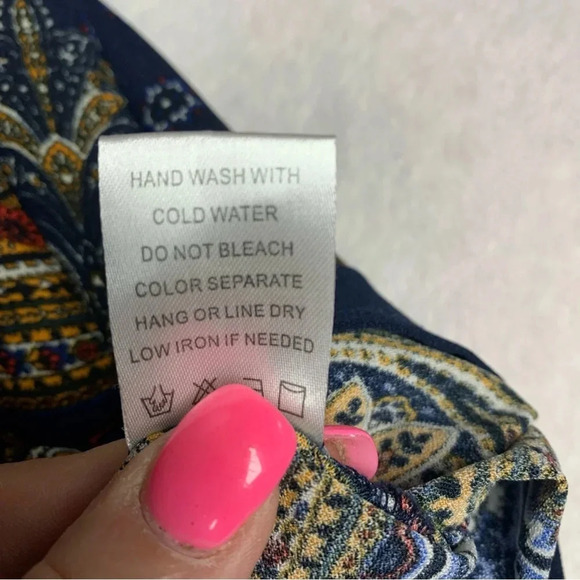 HAND WASH WITH
COLD WATER
DO NOT BLEACH
COLOR SEPARATE
HANG OR LINE DRY
LOW IRON IF NEEDED